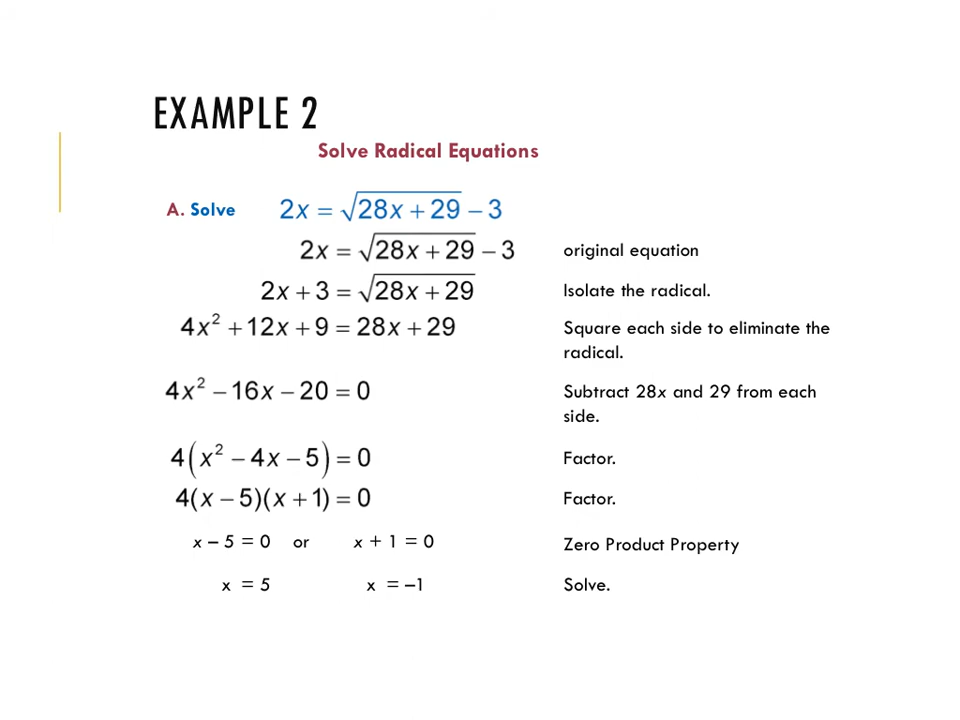 EXAMPLE 2
Solve Radical Equations
A. Solve 2x = √(28x + 29) – 3
2x = √(28x + 29) – 3 original equation
2x + 3 = √(28x + 29) Isolate the radical.
4x² + 12x + 9 = 28x + 29 Square each side to eliminate the
radical.
4x² – 16x – 20 = 0 Subtract 28x and 29 from each
side.
4(x² – 4x – 5) = 0 Factor.
4(x – 5)(x + 1) = 0 Factor.
x – 5 = 0 or x + 1 = 0 Zero Product Property
x = 5 x = –1 Solve.